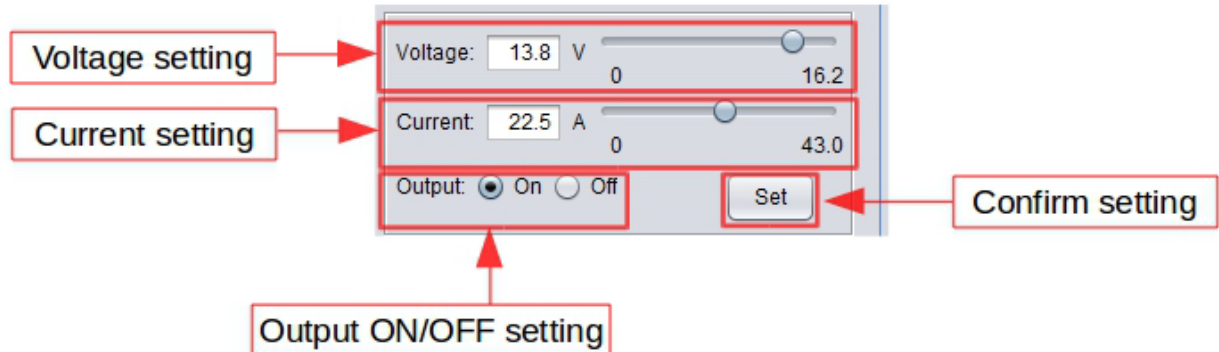 Voltage setting
Voltage: 13.8 V
0 16.2
Current setting
Current: 22.5 A
0 43.0
Output: On Off
Set
Confirm setting
Output ON/OFF setting